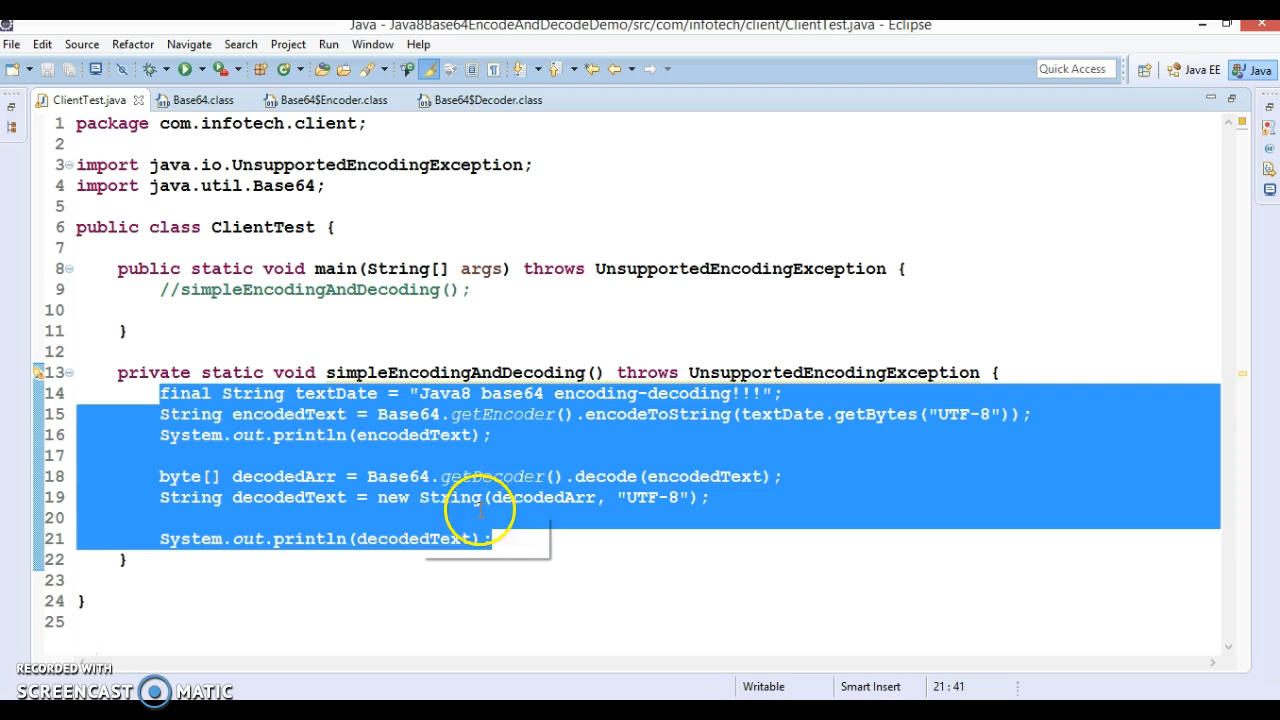 Java - Java8Base64EncodeAndDecodeDemo/src/com/infotech/client/ClientTest.java - Eclipse
File Edit Source Refactor Navigate Search Project Run Window Help
Quick Access Java EE Java
ClientTest.java Base64.class Base64$Encoder.class Base64$Decoder.class
1 package com.infotech.client;
2
3 import java.io.UnsupportedEncodingException;
4 import java.util.Base64;
5
6 public class ClientTest {
7
8 public static void main(String[] args) throws UnsupportedEncodingException {
9 //simpleEncodingAndDecoding();
10
11 }
12
13 private static void simpleEncodingAndDecoding() throws UnsupportedEncodingException {
14 final String textDate = "Java8 base64 encoding-decoding!!!";
15 String encodedText = Base64.getEncoder().encodeToString(textDate.getBytes("UTF-8"));
16 System.out.println(encodedText);
17
18 byte[] decodedArr = Base64.getDecoder().decode(encodedText);
19 String decodedText = new String(decodedArr, "UTF-8");
20
21 System.out.println(decodedText);
22 }
23
24 }
25
RECORDED WITH
SCREENCAST MATIC
Writable Smart Insert 21 : 41